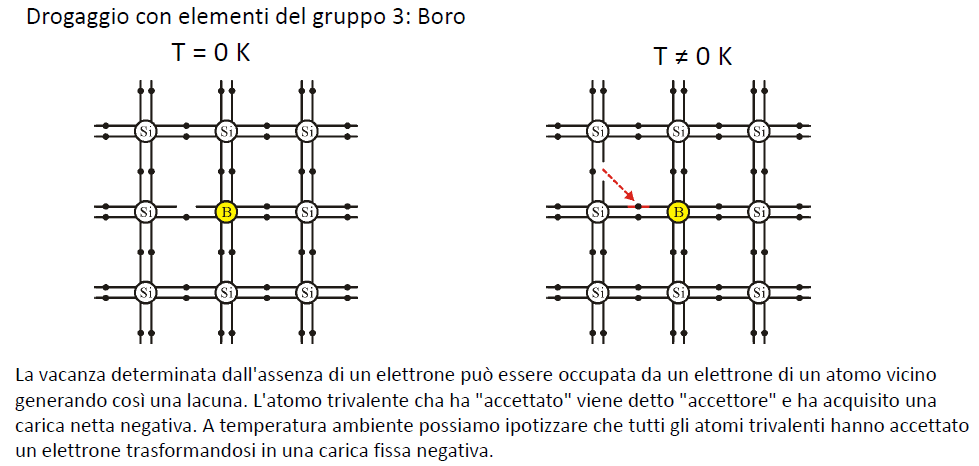 Drogaggio con elementi del gruppo 3: Boro
T = 0 K
T ≠ 0 K
Si Si Si
Si B Si
Si Si Si
Si Si Si
Si B Si
Si Si Si
La vacanza determinata dall'assenza di un elettrone può essere occupata da un elettrone di un atomo vicino
generando così una lacuna. L'atomo trivalente cha ha "accettato" viene detto "accettore" e ha acquisito una
carica netta negativa. A temperatura ambiente possiamo ipotizzare che tutti gli atomi trivalenti hanno accettato
un elettrone trasformandosi in una carica fissa negativa.